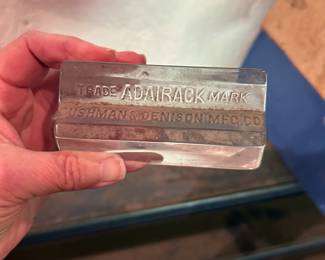 TRADE ADAIRACK MARK
USHMAN & DENISON MFG CO